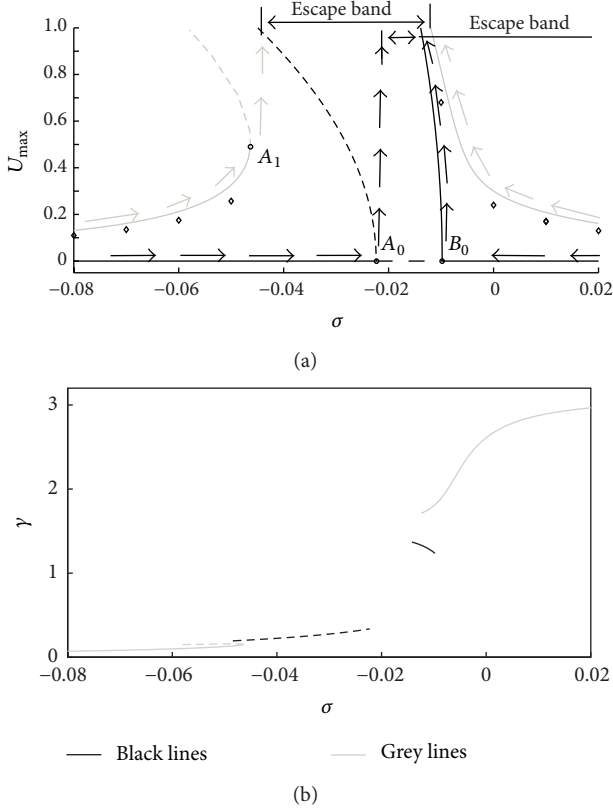 Escape band
Escape band
1.0
0.8
0.6
0.4
0.2
0
U_max
A_1
A_0
B_0
−0.08
−0.06
−0.04
−0.02
0
0.02
σ
(a)
3
2
1
0
γ
−0.08
−0.06
−0.04
−0.02
0
0.02
σ
Black lines
Grey lines
(b)